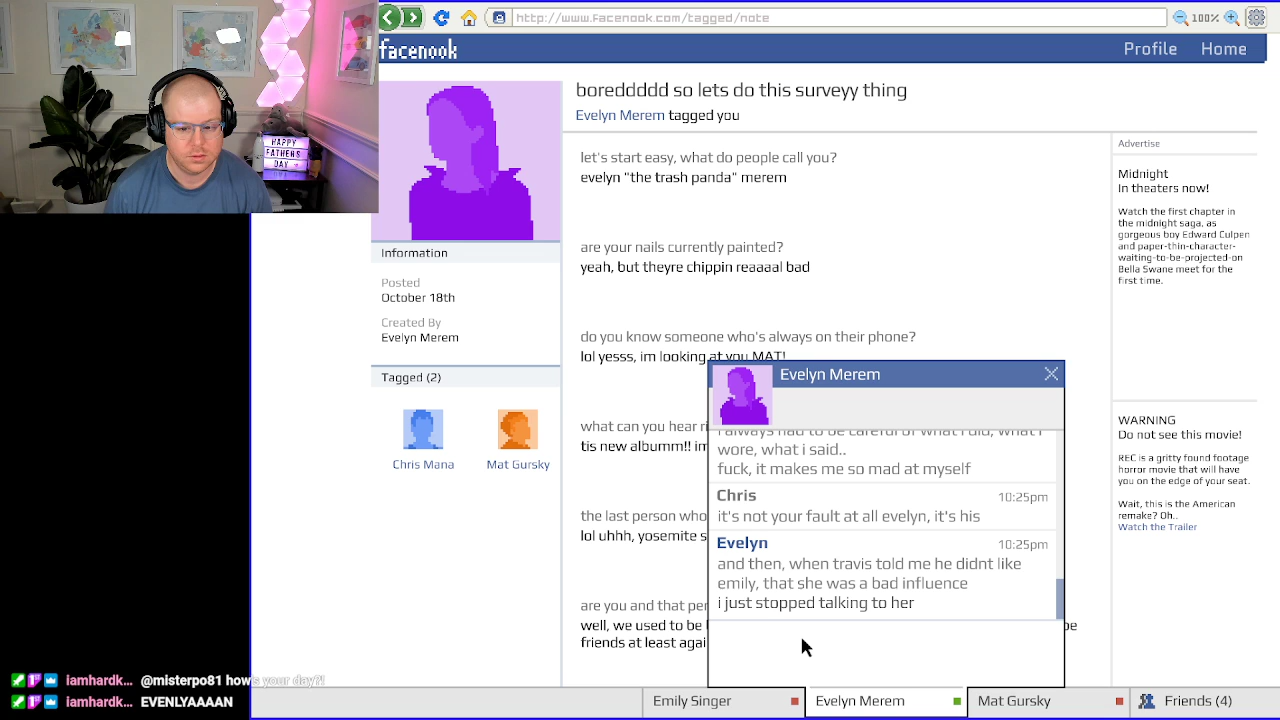 http://www.facenook.com/tagged/note
100%
facenook
Profile Home
HAPPY
FATHERS
DAY
boreddddd so lets do this surveyy thing
Evelyn Merem tagged you
let's start easy, what do people call you?
evelyn "the trash panda" merem
are your nails currently painted?
yeah, but theyre chippin reaaaal bad
do you know someone who's always on their phone?
lol yesss, im looking at you MAT!
what can you hear ri
tis new albumm!! im
the last person who
lol uhhh, yosemite s
are you and that per
well, we used to be
friends at least agai
be
Information
Posted
October 18th
Created By
Evelyn Merem
Tagged (2)
Chris Mana
Mat Gursky
Advertise
Midnight
In theaters now!
Watch the first chapter in
the midnight saga, as
gorgeous boy Edward Culpen
and paper-thin-character-
waiting-to-be-projected-on
Bella Swane meet for the
first time.
WARNING
Do not see this movie!
REC is a gritty found footage
horror movie that will have
you on the edge of your seat.
Wait, this is the American
remake? Oh..
Watch the Trailer
Evelyn Merem
i always had to be careful of what i did, what i
wore, what i said..
fuck, it makes me so mad at myself
Chris 10:25pm
it's not your fault at all evelyn, it's his
Evelyn 10:25pm
and then, when travis told me he didnt like
emily, that she was a bad influence
i just stopped talking to her
iamhardk... @misterpo81 how's your day?!
iamhardk... EVENLYAAAAN
Emily Singer
Evelyn Merem
Mat Gursky
Friends (4)